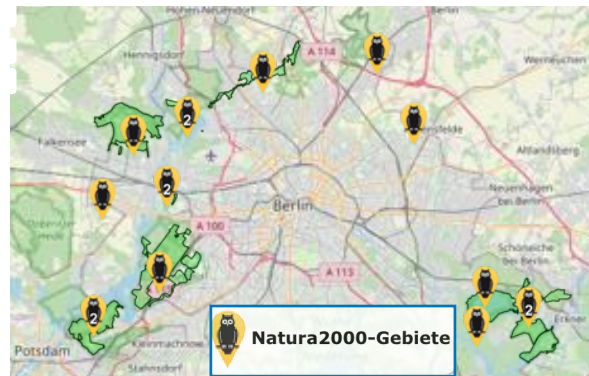 Hohen Neuendorf
Berlin
A 114
Hennigsdorf
Werneuchen
2
Falkensee
Altlandsberg
2
Neuenhagen
bei Berlin
Berlin
A 100
Schöneiche
bei Berlin
A 113
2
2
Erkner
Natura2000-Gebiete
Kleinmachnow
Potsdam
Stahnsdorf